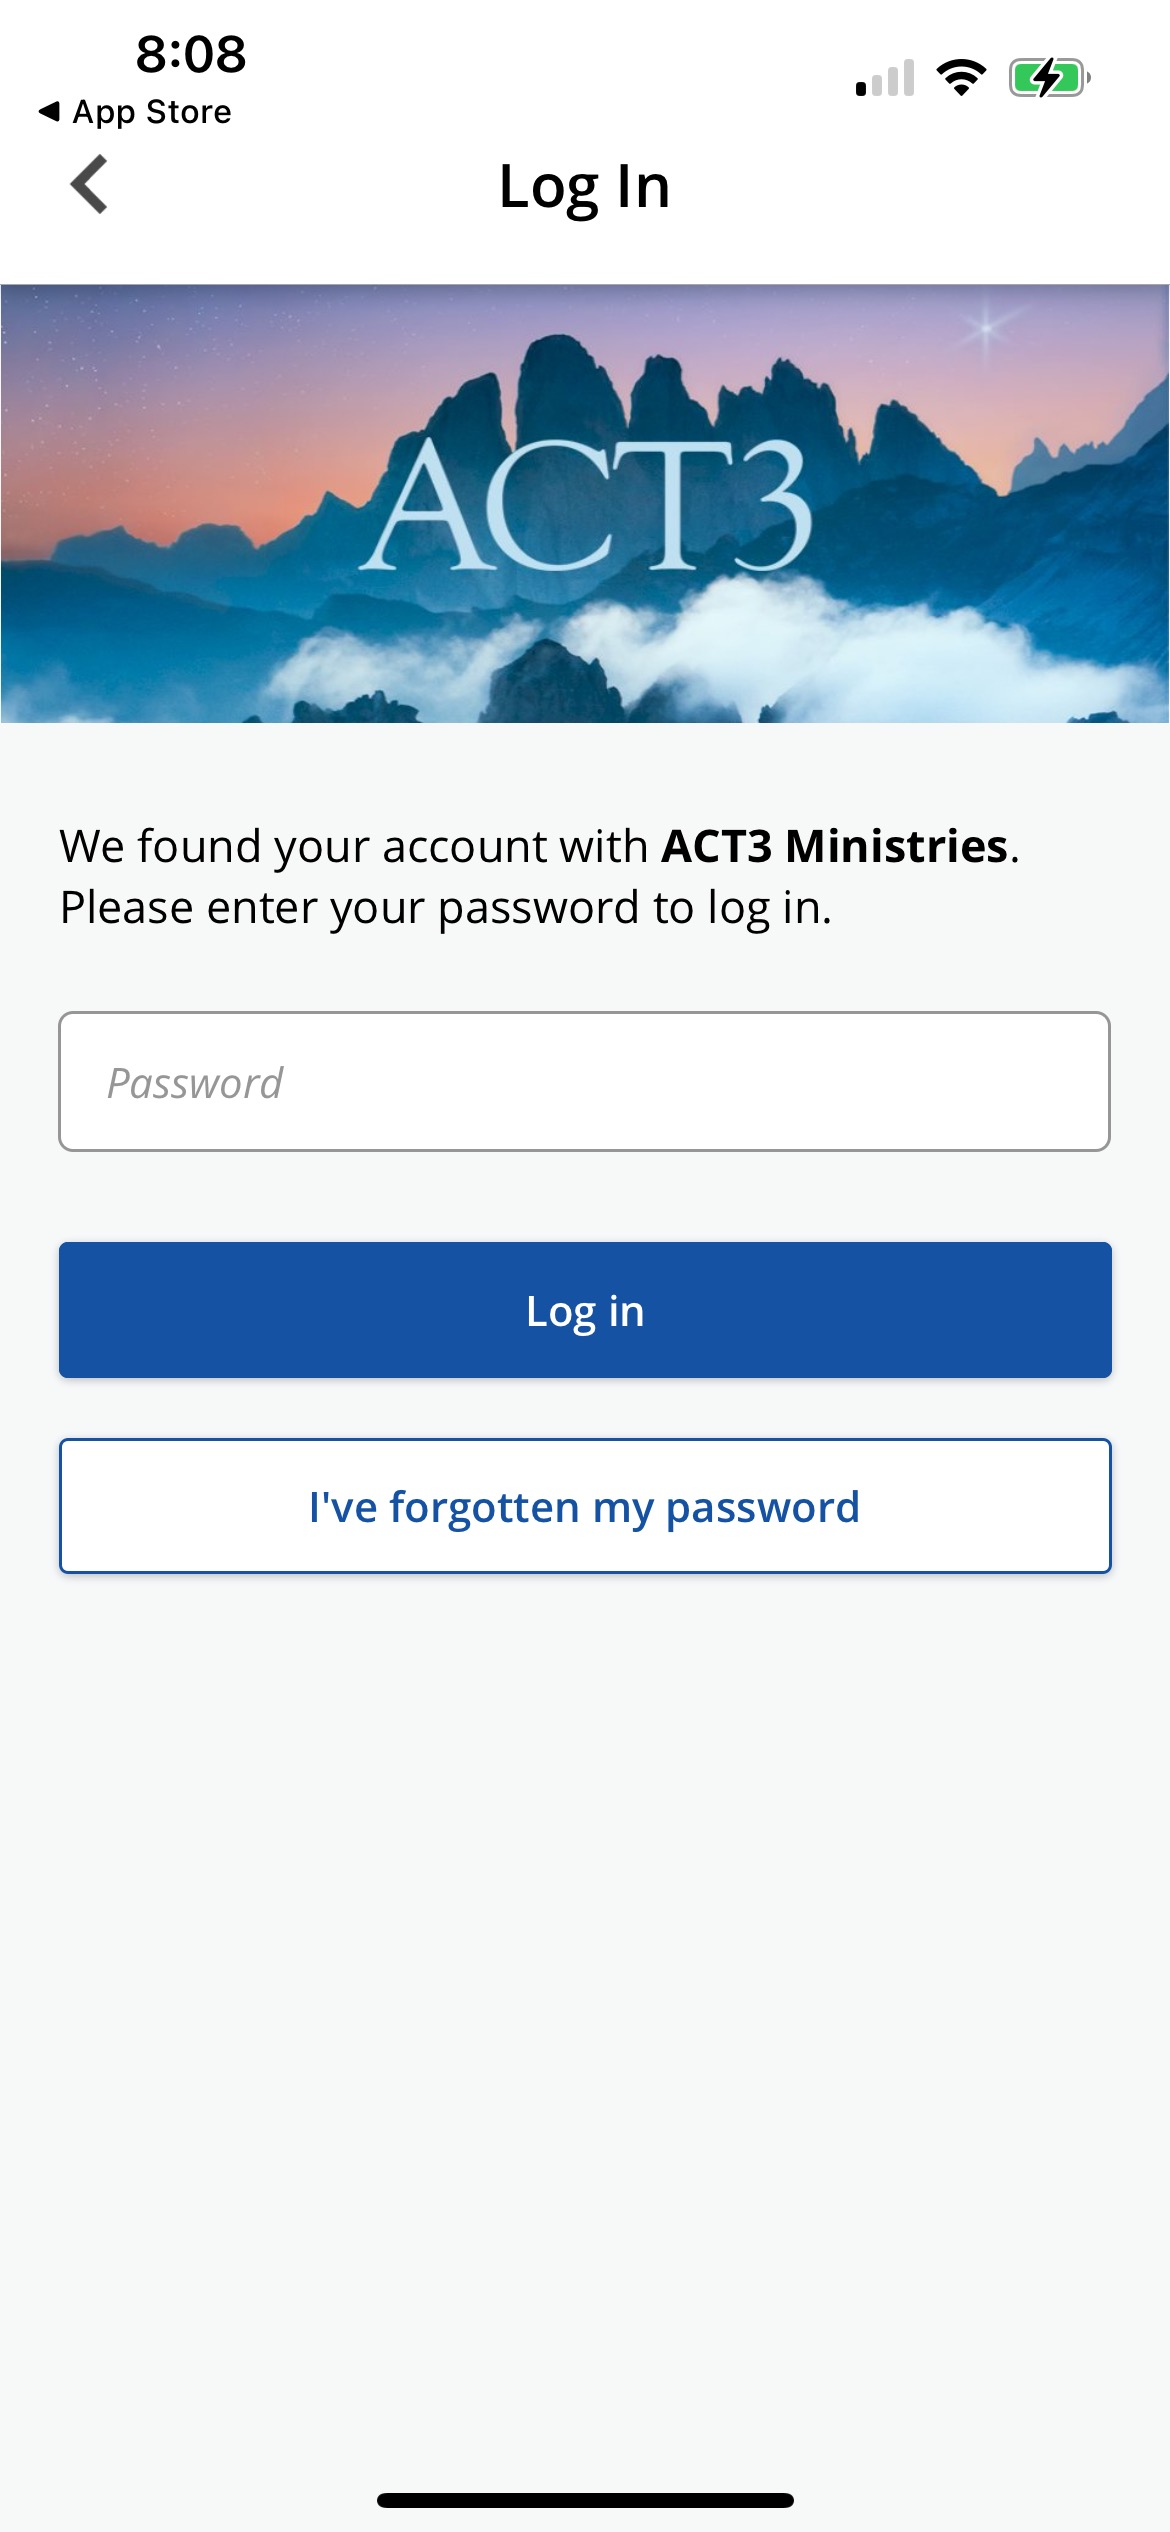 8:08
◀ App Store
Log In
ACT3
We found your account with ACT3 Ministries.
Please enter your password to log in.
Password
Log in
I've forgotten my password